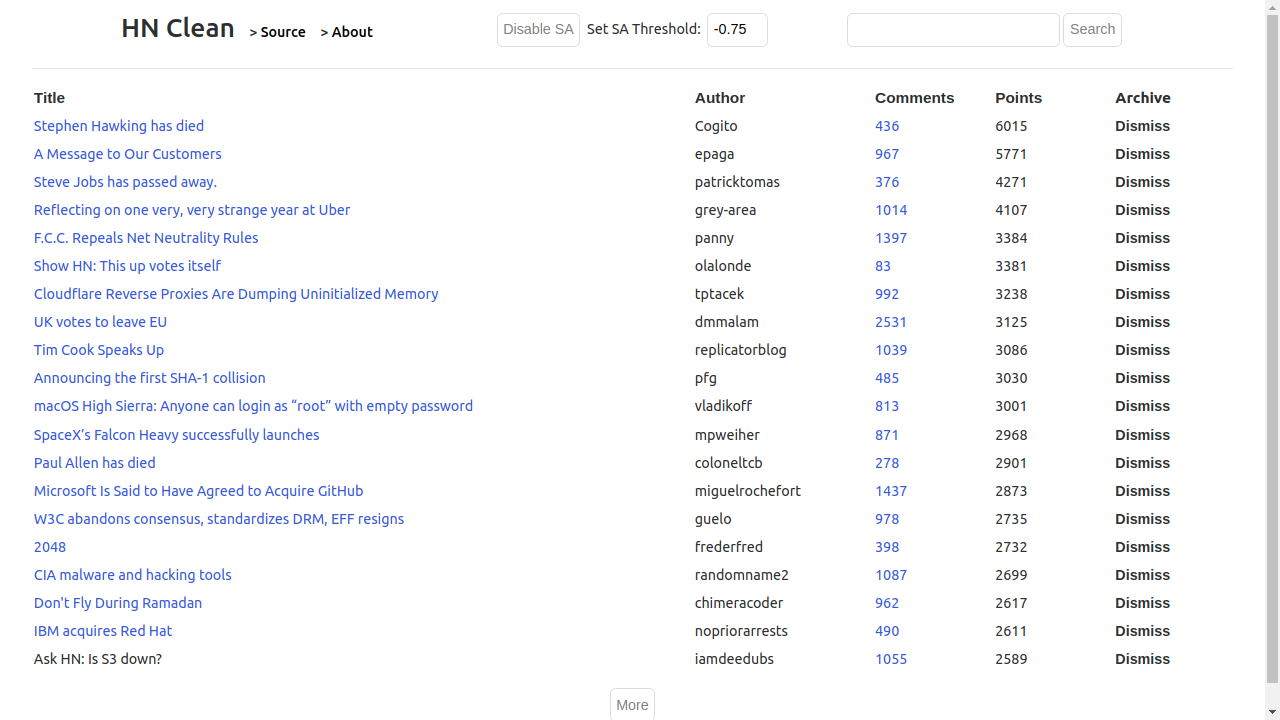 HN Clean > Source > About Disable SA Set SA Threshold: -0.75 Search
Title Author Comments Points Archive
Stephen Hawking has died Cogito 436 6015 Dismiss
A Message to Our Customers epaga 967 5771 Dismiss
Steve Jobs has passed away. patricktomas 376 4271 Dismiss
Reflecting on one very, very strange year at Uber grey-area 1014 4107 Dismiss
F.C.C. Repeals Net Neutrality Rules panny 1397 3384 Dismiss
Show HN: This up votes itself olalonde 83 3381 Dismiss
Cloudflare Reverse Proxies Are Dumping Uninitialized Memory tptacek 992 3238 Dismiss
UK votes to leave EU dmmalam 2531 3125 Dismiss
Tim Cook Speaks Up replicatorblog 1039 3086 Dismiss
Announcing the first SHA-1 collision pfg 485 3030 Dismiss
macOS High Sierra: Anyone can login as “root” with empty password vladikoff 813 3001 Dismiss
SpaceX’s Falcon Heavy successfully launches mpweiher 871 2968 Dismiss
Paul Allen has died coloneltcb 278 2901 Dismiss
Microsoft Is Said to Have Agreed to Acquire GitHub miguelrochefort 1437 2873 Dismiss
W3C abandons consensus, standardizes DRM, EFF resigns guelo 978 2735 Dismiss
2048 frederfred 398 2732 Dismiss
CIA malware and hacking tools randomname2 1087 2699 Dismiss
Don't Fly During Ramadan chimeracoder 962 2617 Dismiss
IBM acquires Red Hat nopriorarrests 490 2611 Dismiss
Ask HN: Is S3 down? iamdeedubs 1055 2589 Dismiss
More